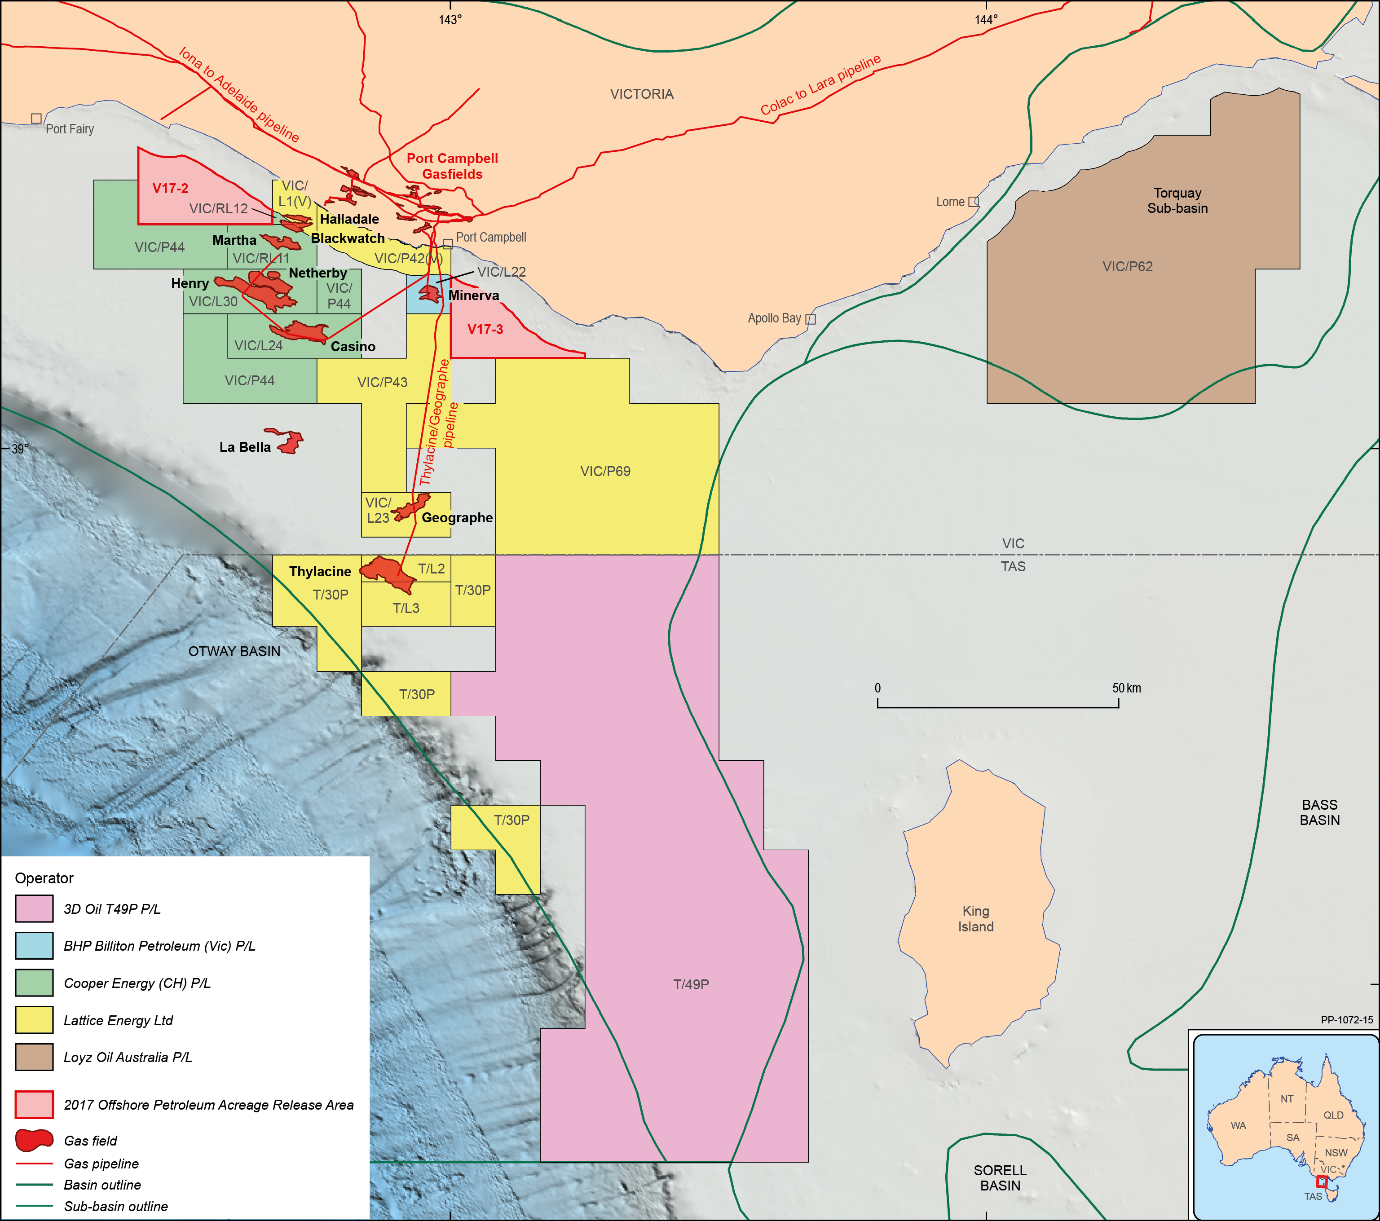 143°
144°
Iona to Adelaide pipeline
VICTORIA
Colac to Lara pipeline
Port Fairy
Port Campbell
Gasfields
V17-2
VIC/
L1(V)
VIC/RL12
Halladale
Torquay
Sub-basin
Lorne
Martha
Blackwatch
Port Campbell
VIC/P44
VIC/RL11
VIC/P42(V)
VIC/P62
Netherby
VIC/L22
Henry
VIC/L30
VIC/
P44
Minerva
Apollo Bay
V17-3
VIC/L24
Casino
VIC/P44
VIC/P43
Thylacine/Geographe
pipeline
39°
La Bella
VIC/P69
VIC/
L23
Geographe
VIC
TAS
Thylacine
T/L2
T/30P
T/30P
T/L3
OTWAY BASIN
T/30P
0
50 km
T/30P
BASS
BASIN
King
Island
T/49P
PP-1072-15
Operator
3D Oil T49P P/L
BHP Billiton Petroleum (Vic) P/L
Cooper Energy (CH) P/L
Lattice Energy Ltd
Loyz Oil Australia P/L
2017 Offshore Petroleum Acreage Release Area
Gas field
Gas pipeline
Basin outline
Sub-basin outline
SORELL
BASIN
NT
WA
QLD
SA
NSW
VIC
TAS